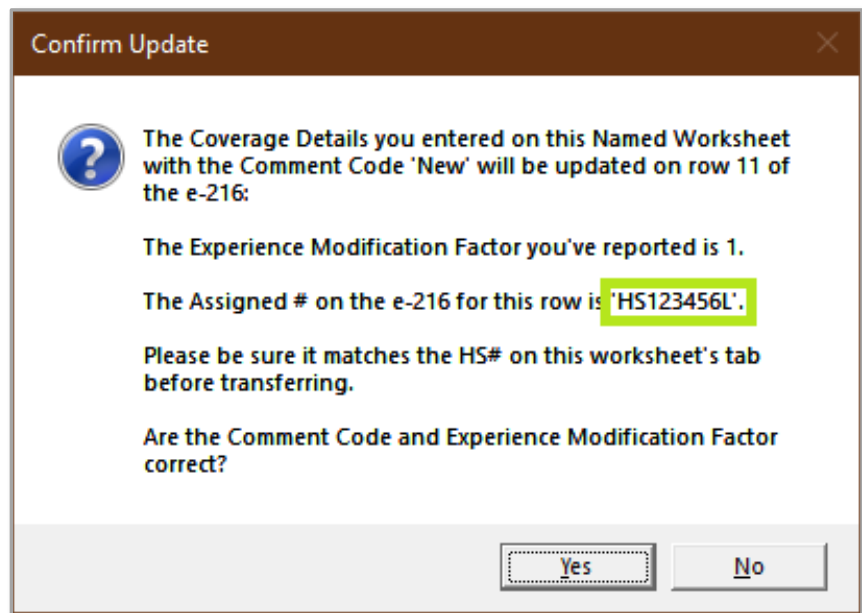 Confirm Update
The Coverage Details you entered on this Named Worksheet
with the Comment Code 'New' will be updated on row 11 of
the e-216:
The Experience Modification Factor you've reported is 1.
The Assigned # on the e-216 for this row is 'HS123456L'.
Please be sure it matches the HS# on this worksheet's tab
before transferring.
Are the Comment Code and Experience Modification Factor
correct?
Yes
No